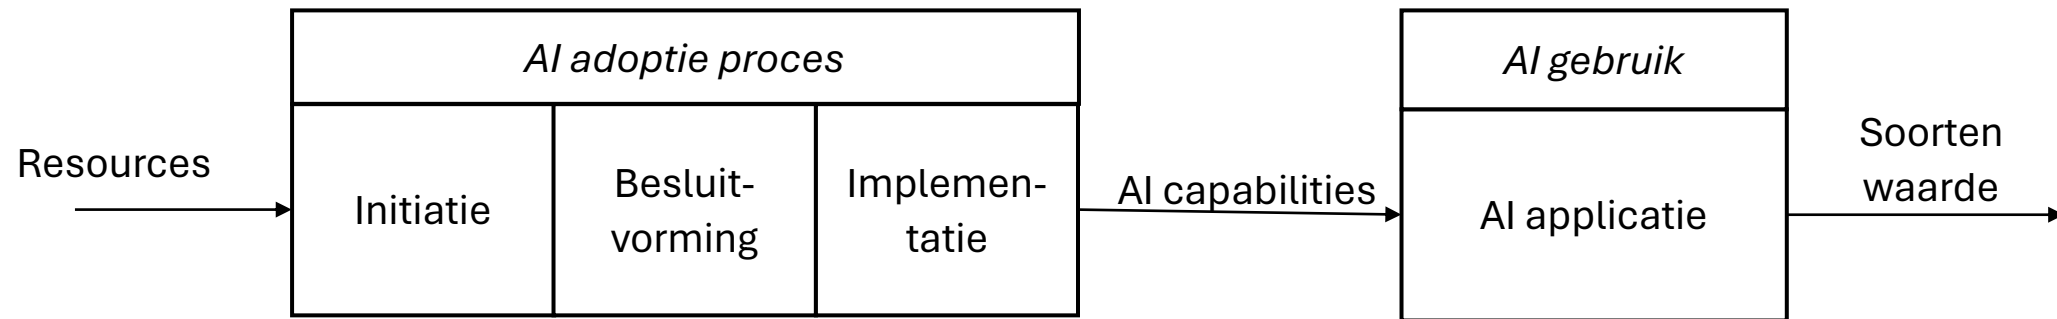 AI adoptie proces
AI gebruik
Resources
Initiatie
Besluit-
vorming
Implemen-
tatie
AI capabilities
AI applicatie
Soorten
waarde